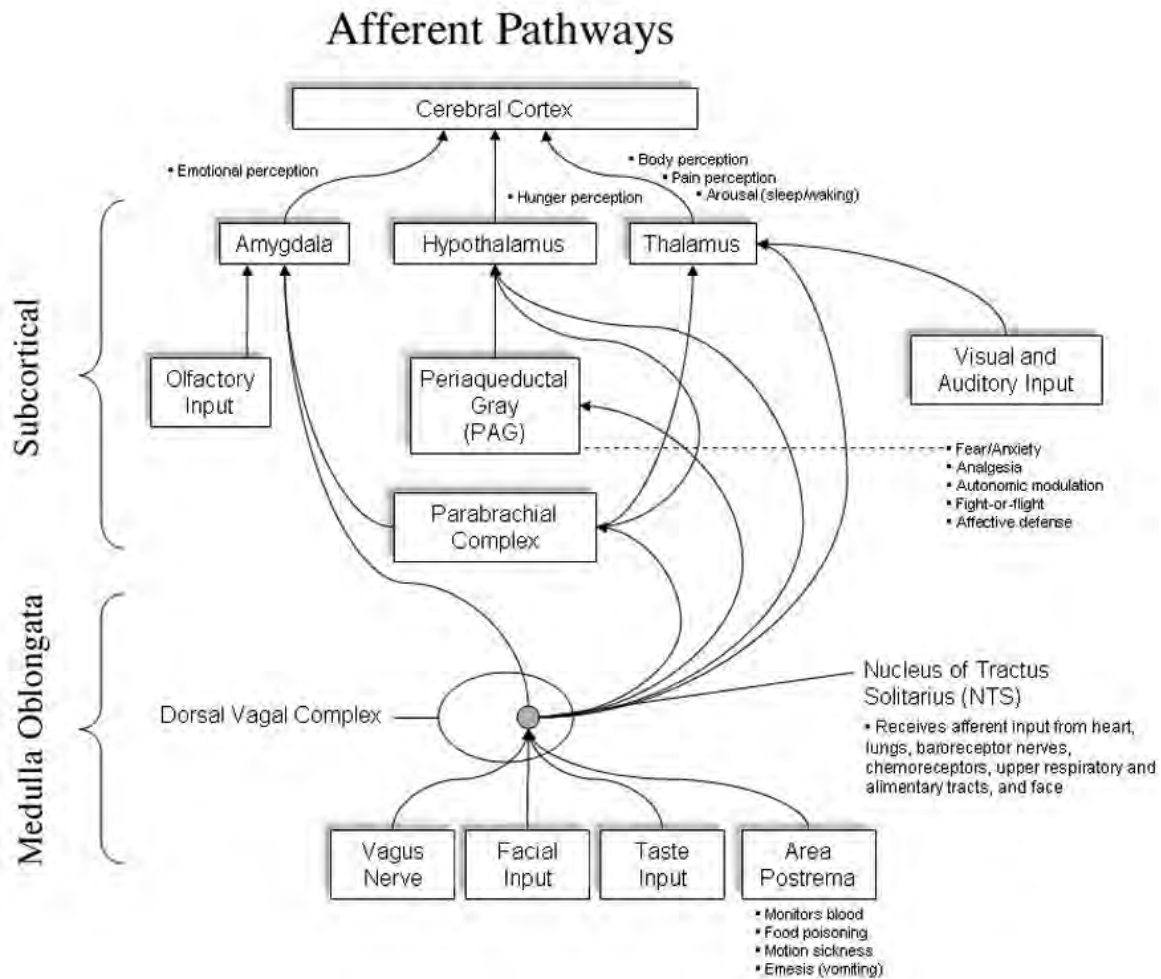 Afferent Pathways
Cerebral Cortex
▪ Emotional perception
▪ Hunger perception
▪ Body perception
▪ Pain perception
▪ Arousal (sleep/waking)
Subcortical
Amygdala
Hypothalamus
Thalamus
Olfactory
Input
Periaqueductal
Gray
(PAG)
Visual and
Auditory Input
▪ Fear/Anxiety
▪ Analgesia
▪ Autonomic modulation
▪ Fight-or-flight
▪ Affective defense
Parabrachial
Complex
Medulla Oblongata
Dorsal Vagal Complex
Nucleus of Tractus
Solitarius (NTS)
▪ Receives afferent input from heart,
lungs, baroreceptor nerves,
chemoreceptors, upper respiratory and
alimentary tracts, and face
Vagus
Nerve
Facial
Input
Taste
Input
Area
Postrema
▪ Monitors blood
▪ Food poisoning
▪ Motion sickness
▪ Emesis (vomiting)